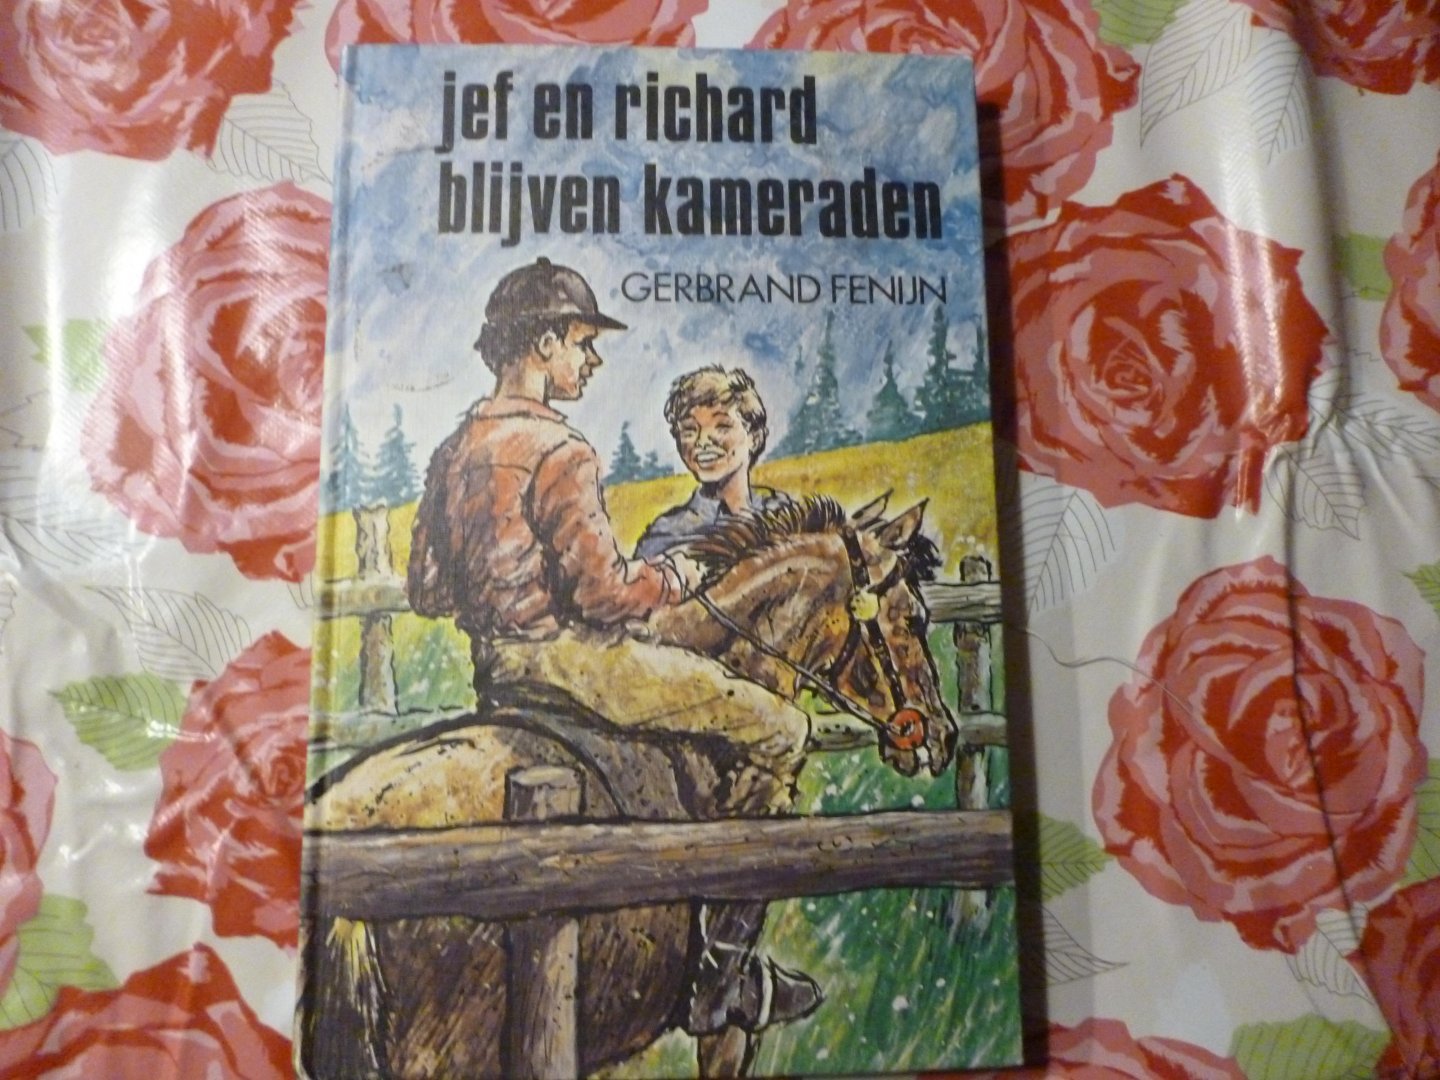 jef en richard
blijven kameraden
GERBRAND FENIJN